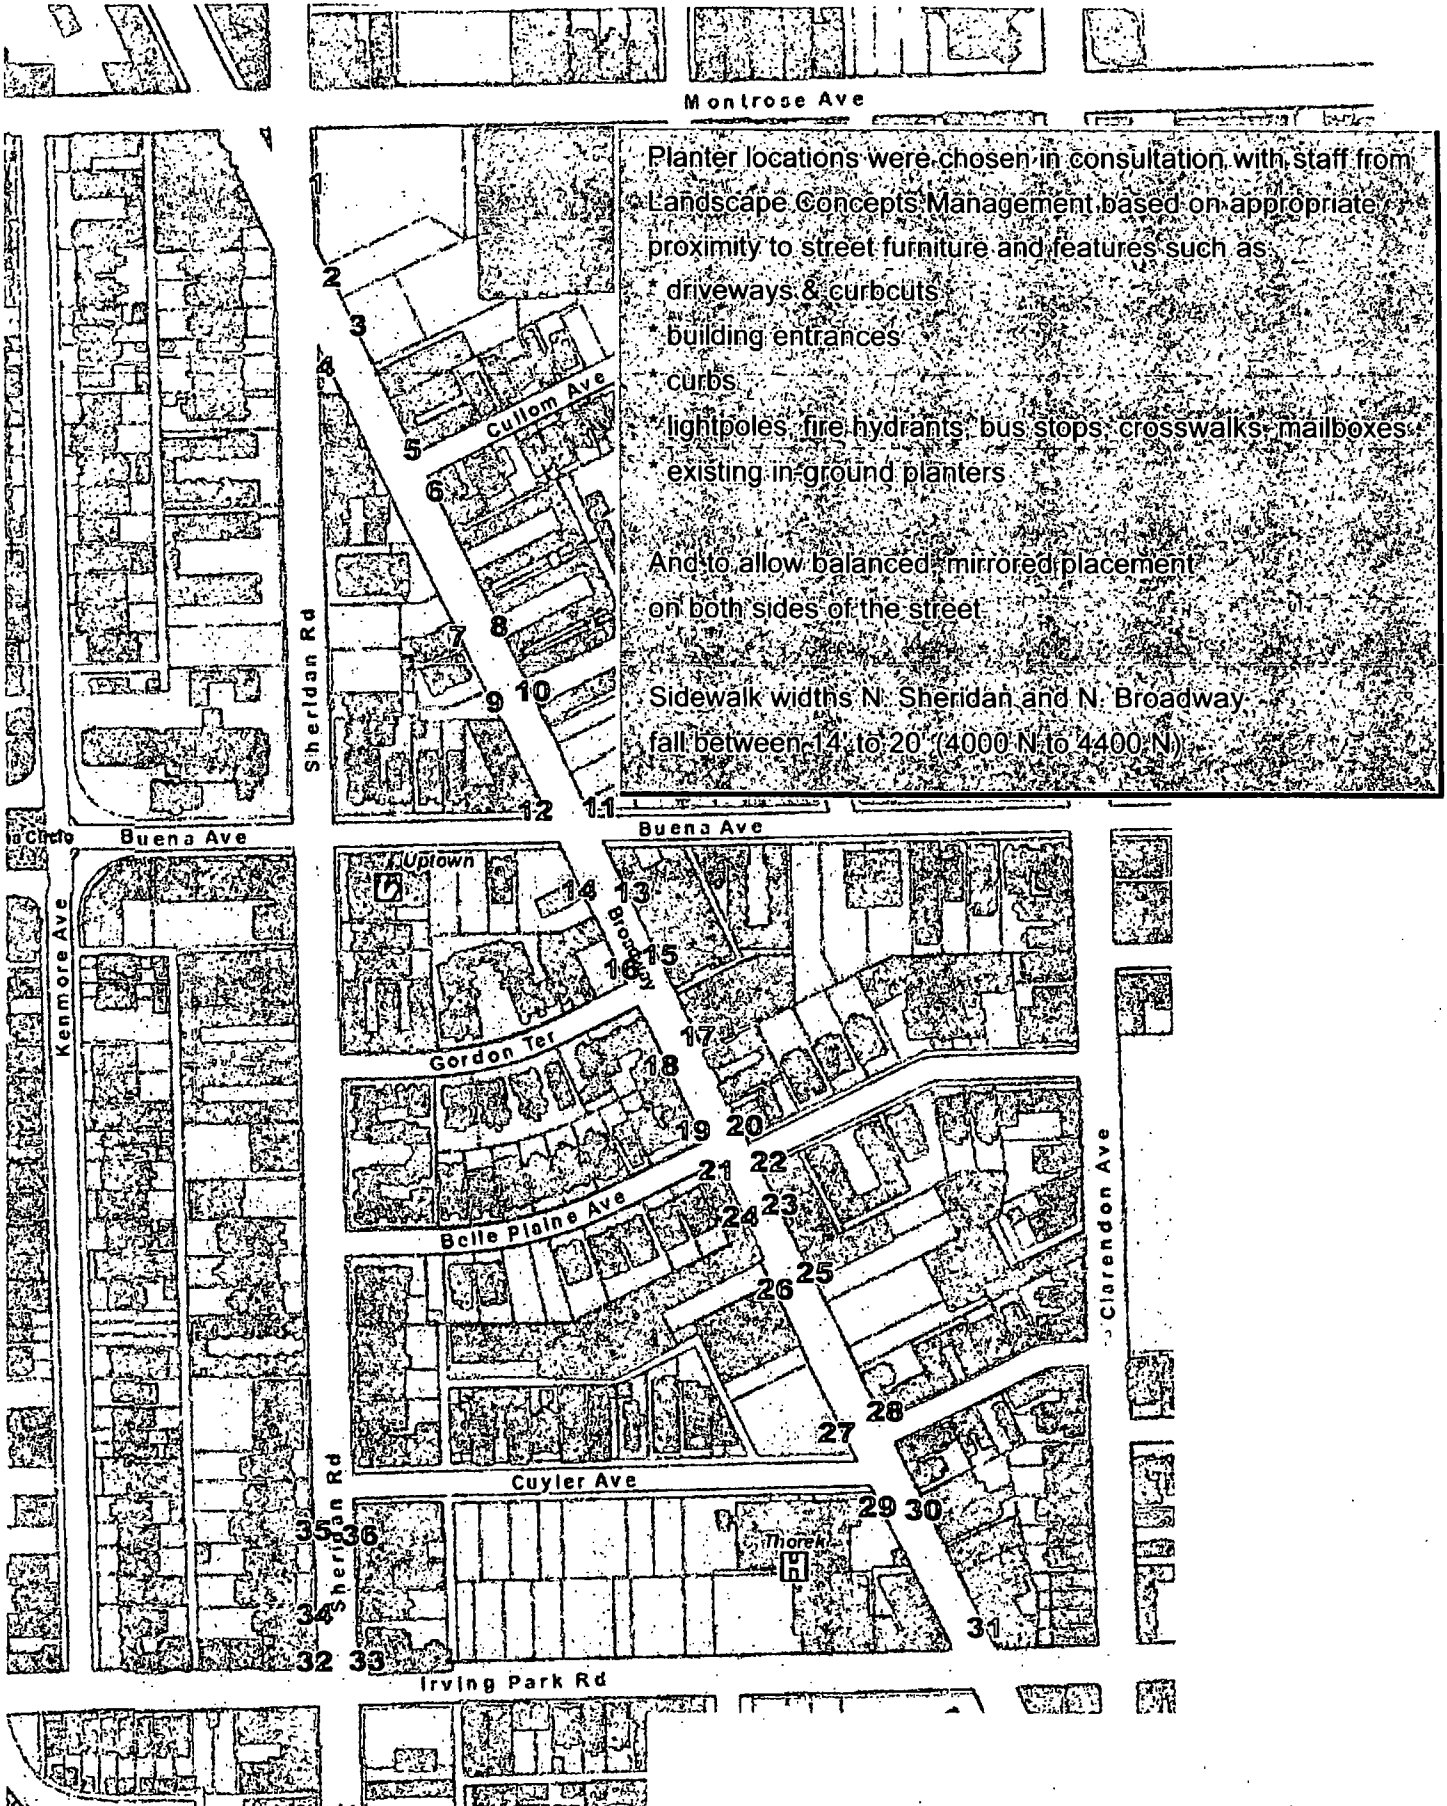 Montrose Ave
Planter locations were chosen in consultation with staff from
Landscape Concepts Management based on appropriate
proximity to street furniture and features such as
* driveways & curbcuts
* building entrances
* curbs
* lightpoles, fire hydrants, bus stops, crosswalks, mailboxes
* existing in-ground planters
And to allow balanced, mirrored placement
on both sides of the street.
Sidewalk widths N. Sheridan and N. Broadway
fall between 14' to 20' (4000 N to 4400 N)
1
2
3
4
Cullom Ave
5
6
Sheridan Rd
7
8
9
10
12
11
Buena Ave
Buena Ave
Uptown
14
13
Broadway
15
16
Kenmore Ave
17
Gordon Ter
18
19
20
21
22
Belle Plaine Ave
24
23
Clarendon Ave
25
26
28
27
Sheridan Rd
Cuyler Ave
29
30
35
36
Thorek
H
34
31
32
33
Irving Park Rd